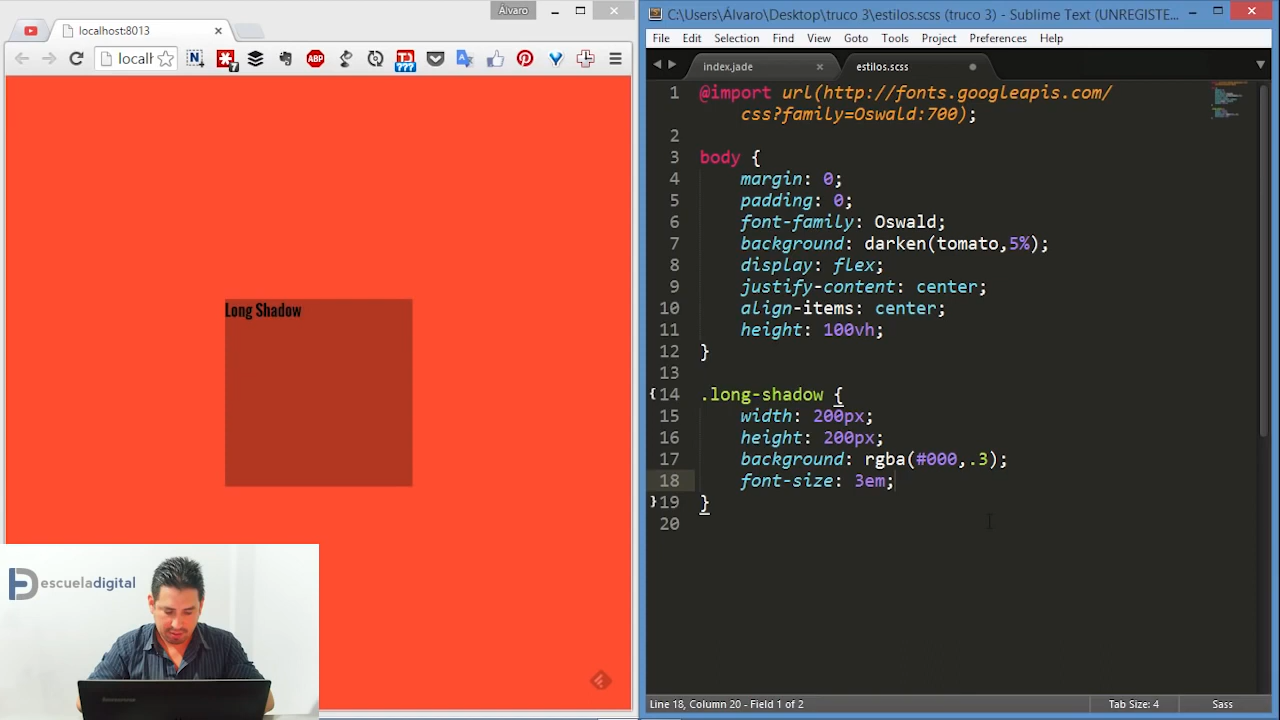 Álvaro
localhost:8013
localh
7
ABP
777
Long Shadow
escueladigital
C:\Users\Álvaro\Desktop\truco 3\estilos.scss (truco 3) - Sublime Text (UNREGISTE...
File Edit Selection Find View Goto Tools Project Preferences Help
index.jade
estilos.scss
1 @import url(http://fonts.googleapis.com/
css?family=Oswald:700);
2
3 body {
4 margin: 0;
5 padding: 0;
6 font-family: Oswald;
7 background: darken(tomato,5%);
8 display: flex;
9 justify-content: center;
10 align-items: center;
11 height: 100vh;
12 }
13
14 .long-shadow {
15 width: 200px;
16 height: 200px;
17 background: rgba(#000,.3);
18 font-size: 3em;
19 }
20
Line 18, Column 20 - Field 1 of 2
Tab Size: 4
Sass